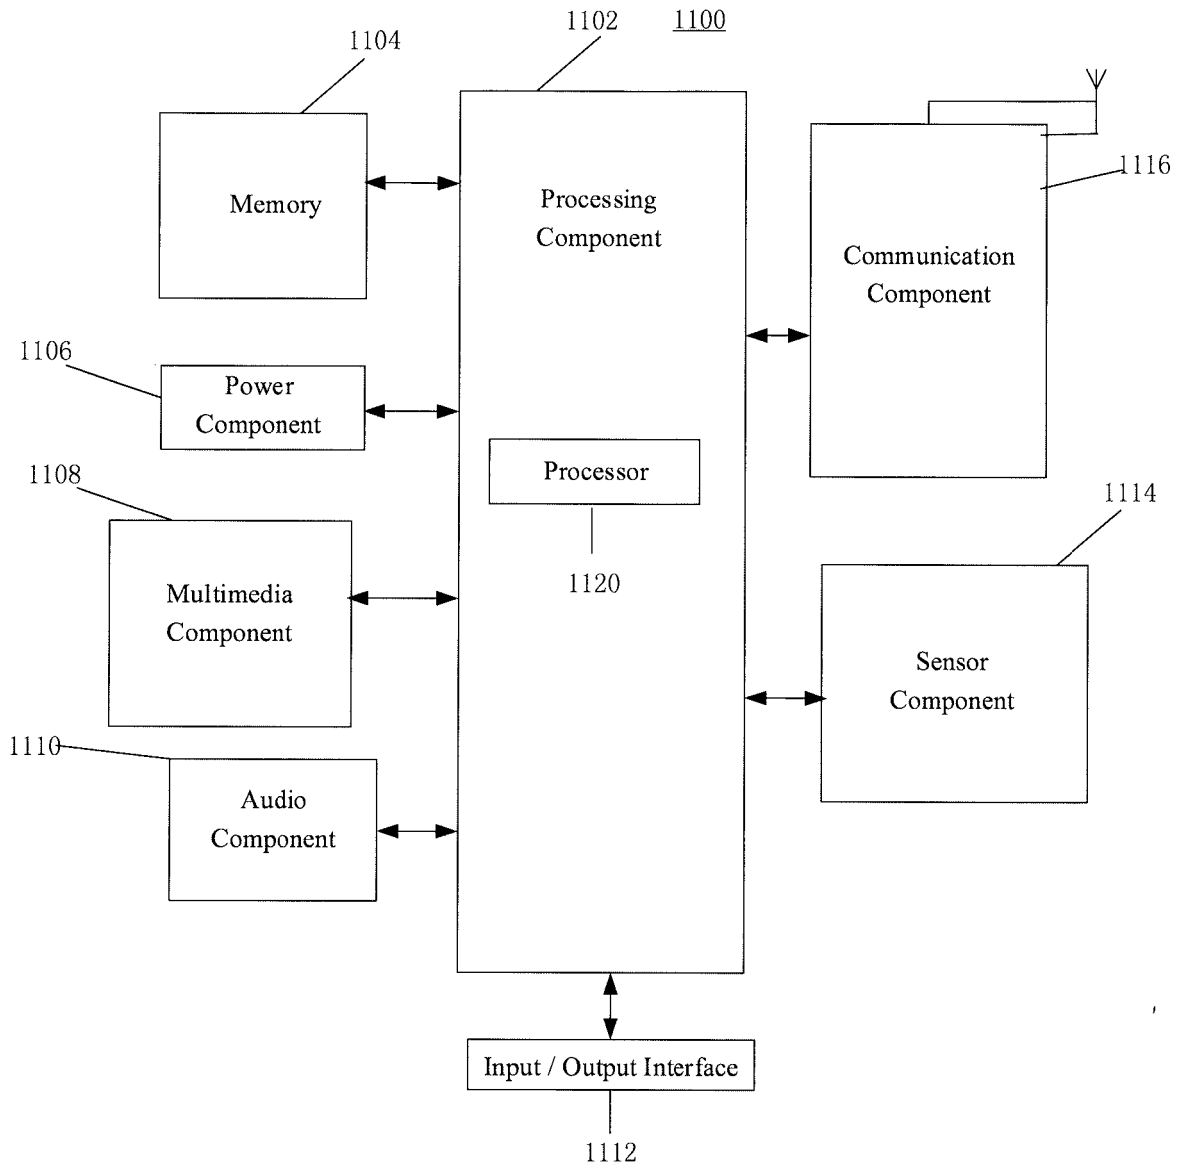 1102
1100
1104
1116
Memory
Processing
Component
Communication
Component
1106
Power
Component
1108
Processor
1114
1120
Multimedia
Component
Sensor
Component
1110
Audio
Component
Input / Output Interface
1112